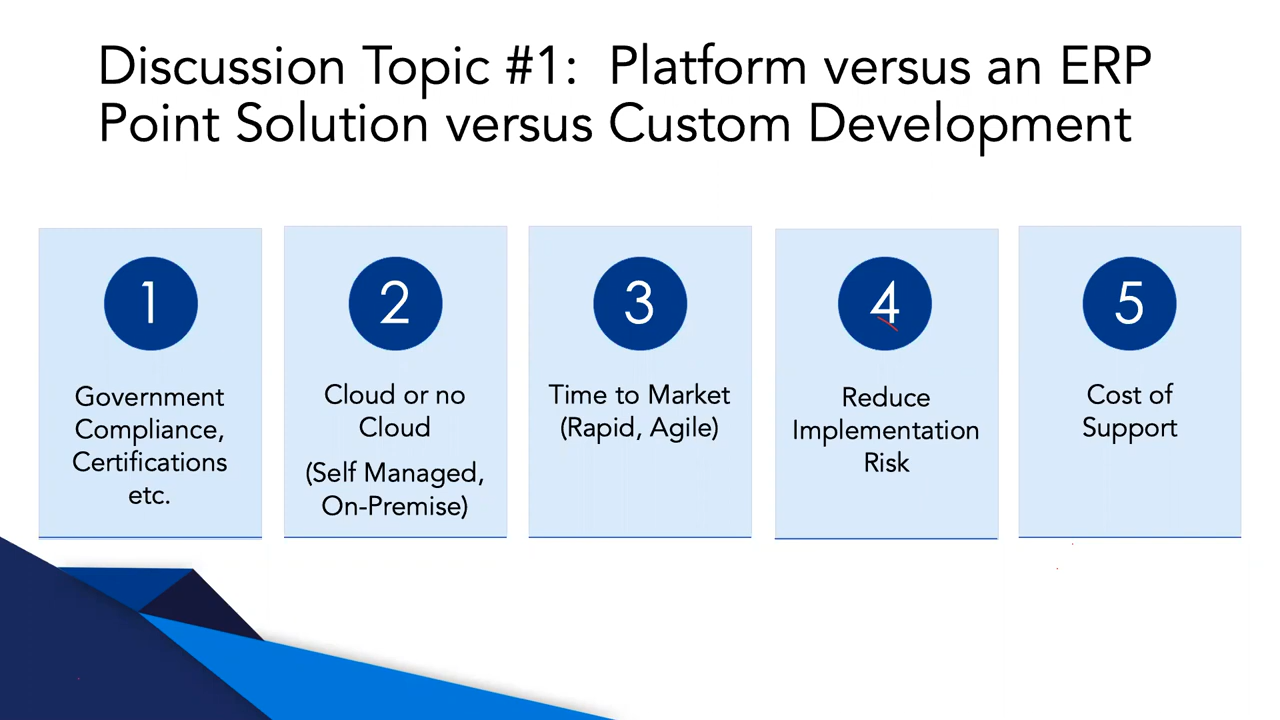 Discussion Topic #1:  Platform versus an ERP
Point Solution versus Custom Development
1
Government
Compliance,
Certifications
etc.
2
Cloud or no
Cloud
(Self Managed,
On-Premise)
3
Time to Market
(Rapid, Agile)
4
Reduce
Implementation
Risk
5
Cost of
Support